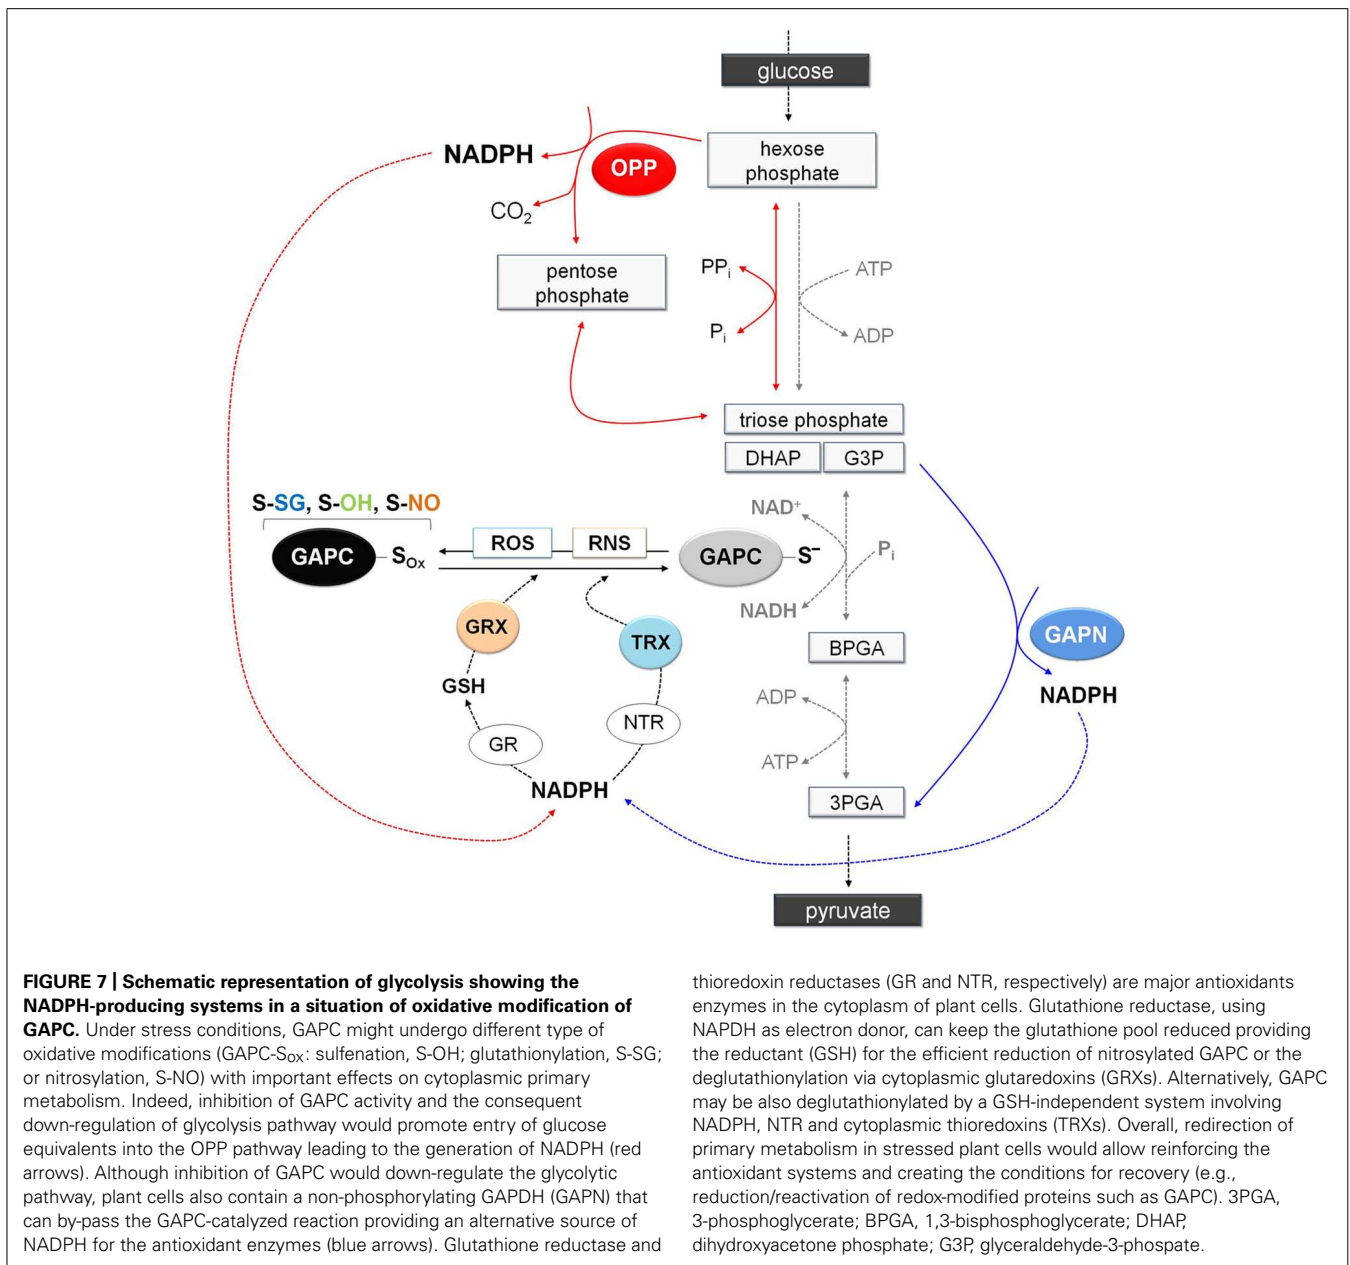 glucose
hexose
phosphate
NADPH
OPP
CO2
pentose
phosphate
PPi
Pi
ATP
ADP
triose phosphate
DHAP
G3P
S-SG, S-OH, S-NO
GAPC
SOx
ROS
RNS
GAPC
S–
NAD+
Pi
NADH
GRX
TRX
BPGA
GAPN
GSH
NADPH
ADP
NTR
GR
ATP
NADPH
3PGA
pyruvate
FIGURE 7 | Schematic representation of glycolysis showing the
NADPH-producing systems in a situation of oxidative modification of
GAPC. Under stress conditions, GAPC might undergo different type of
oxidative modifications (GAPC-SOx: sulfenation, S-OH; glutathionylation, S-SG;
or nitrosylation, S-NO) with important effects on cytoplasmic primary
metabolism. Indeed, inhibition of GAPC activity and the consequent
down-regulation of glycolysis pathway would promote entry of glucose
equivalents into the OPP pathway leading to the generation of NADPH (red
arrows). Although inhibition of GAPC would down-regulate the glycolytic
pathway, plant cells also contain a non-phosphorylating GAPDH (GAPN) that
can by-pass the GAPC-catalyzed reaction providing an alternative source of
NADPH for the antioxidant enzymes (blue arrows). Glutathione reductase and
thioredoxin reductases (GR and NTR, respectively) are major antioxidants
enzymes in the cytoplasm of plant cells. Glutathione reductase, using
NAPDH as electron donor, can keep the glutathione pool reduced providing
the reductant (GSH) for the efficient reduction of nitrosylated GAPC or the
deglutathionylation via cytoplasmic glutaredoxins (GRXs). Alternatively, GAPC
may be also deglutathionylated by a GSH-independent system involving
NADPH, NTR and cytoplasmic thioredoxins (TRXs). Overall, redirection of
primary metabolism in stressed plant cells would allow reinforcing the
antioxidant systems and creating the conditions for recovery (e.g.,
reduction/reactivation of redox-modified proteins such as GAPC). 3PGA,
3-phosphoglycerate; BPGA, 1,3-bisphosphoglycerate; DHAP,
dihydroxyacetone phosphate; G3P, glyceraldehyde-3-phospate.